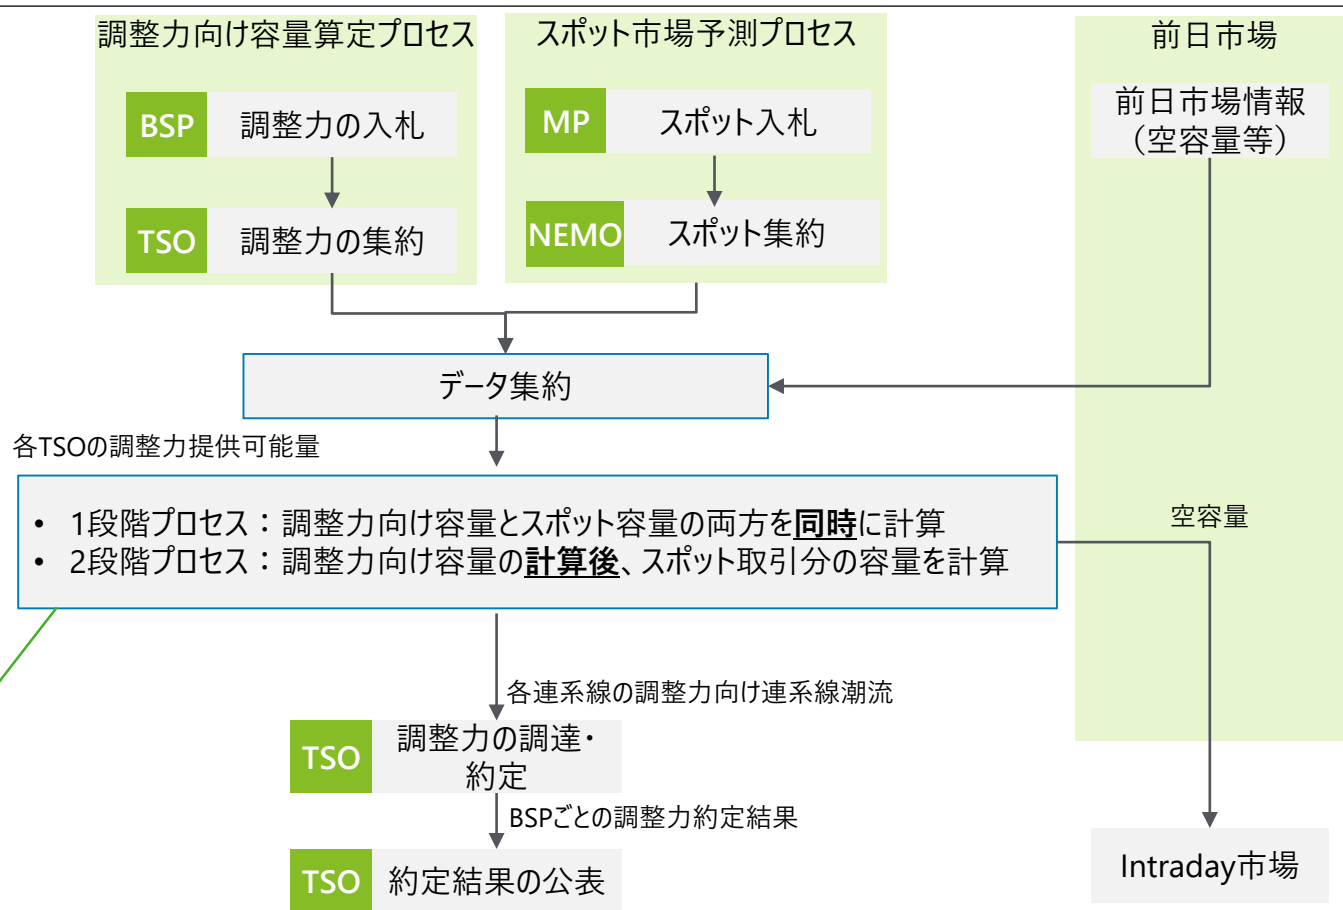 調整力向け容量算定プロセス
スポット市場予測プロセス
前日市場
BSP
調整力の入札
MP
スポット入札
前日市場情報
（空容量等）
TSO
調整力の集約
NEMO
スポット集約
データ集約
各TSOの調整力提供可能量
• 1段階プロセス：調整力向け容量とスポット容量の両方を同時に計算
• 2段階プロセス：調整力向け容量の計算後、スポット取引分の容量を計算
空容量
各連系線の調整力向け連系線潮流
TSO
調整力の調達・
約定
BSPごとの調整力約定結果
TSO
約定結果の公表
Intraday市場